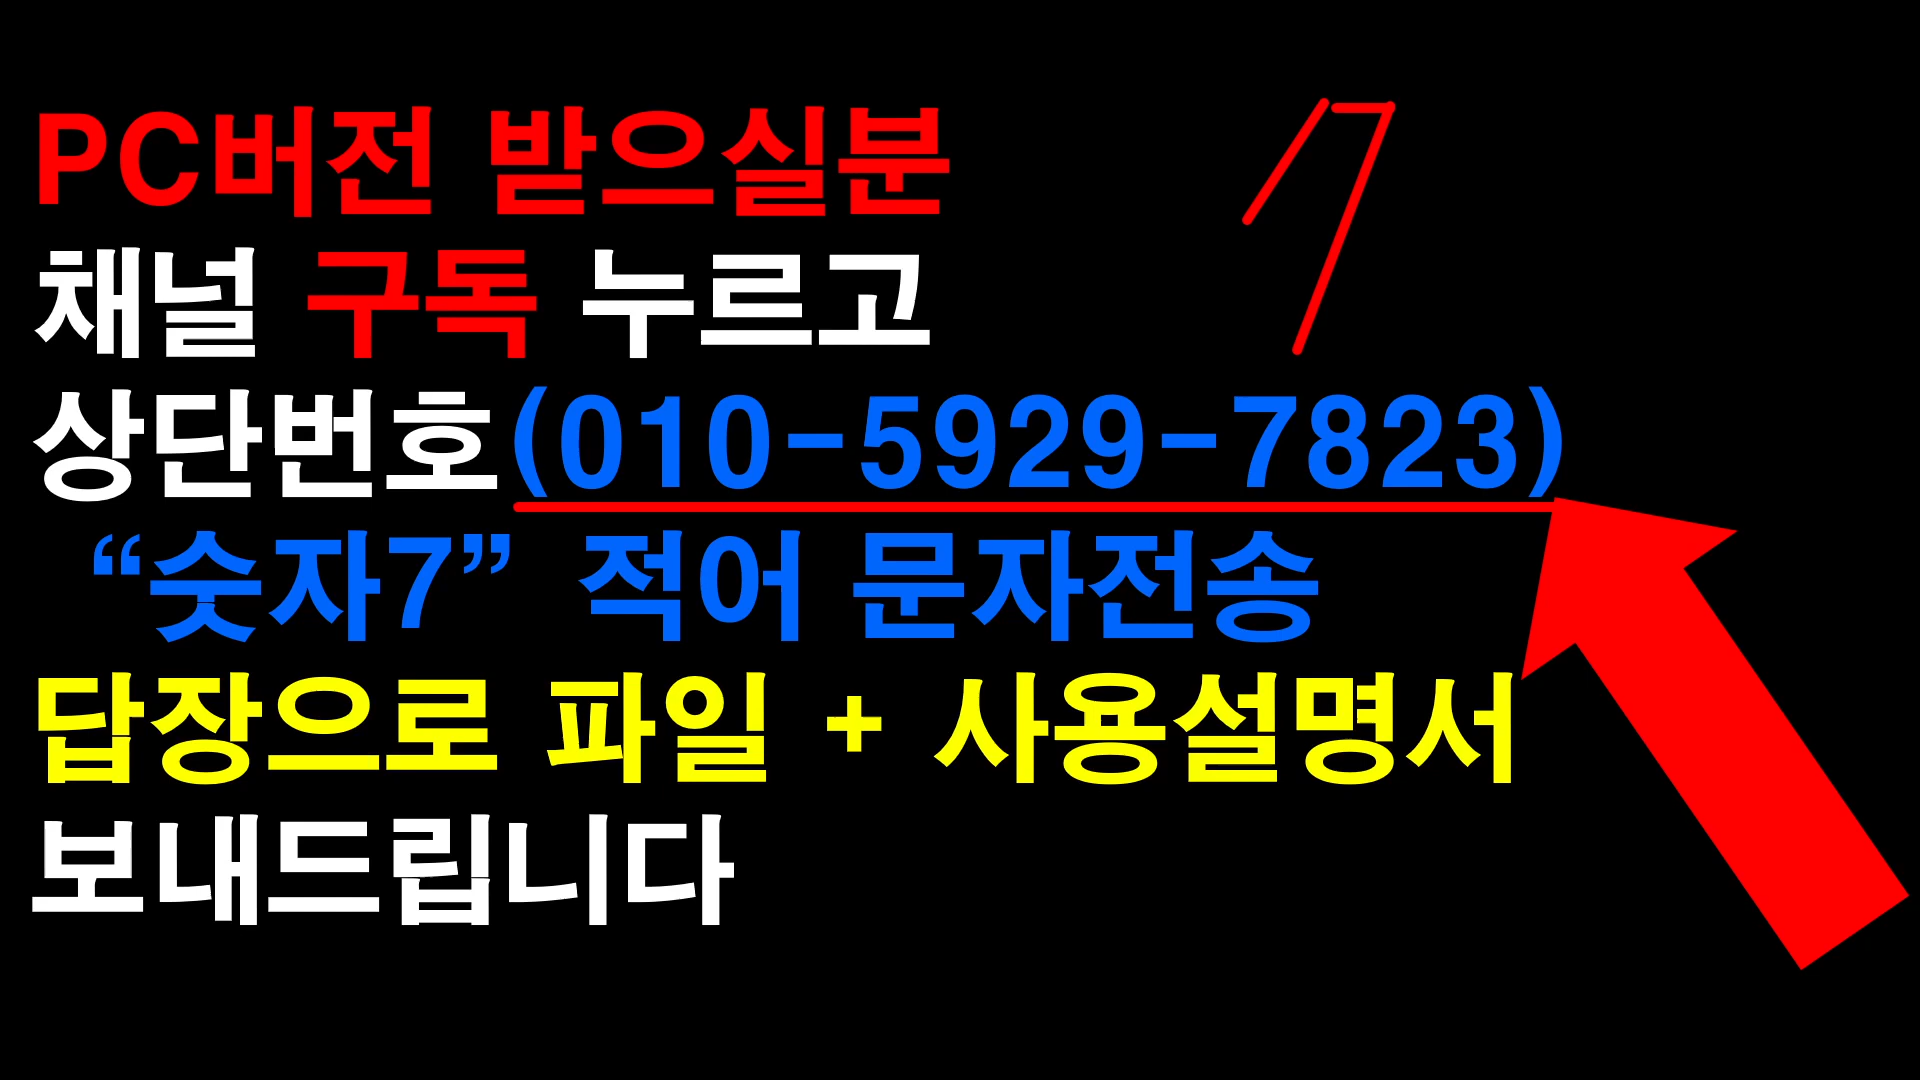 PC버전 받으실분
채널 구독 누르고
상단번호(010-5929-7823)
“숫자7” 적어 문자전송
답장으로 파일 + 사용설명서
보내드립니다
7